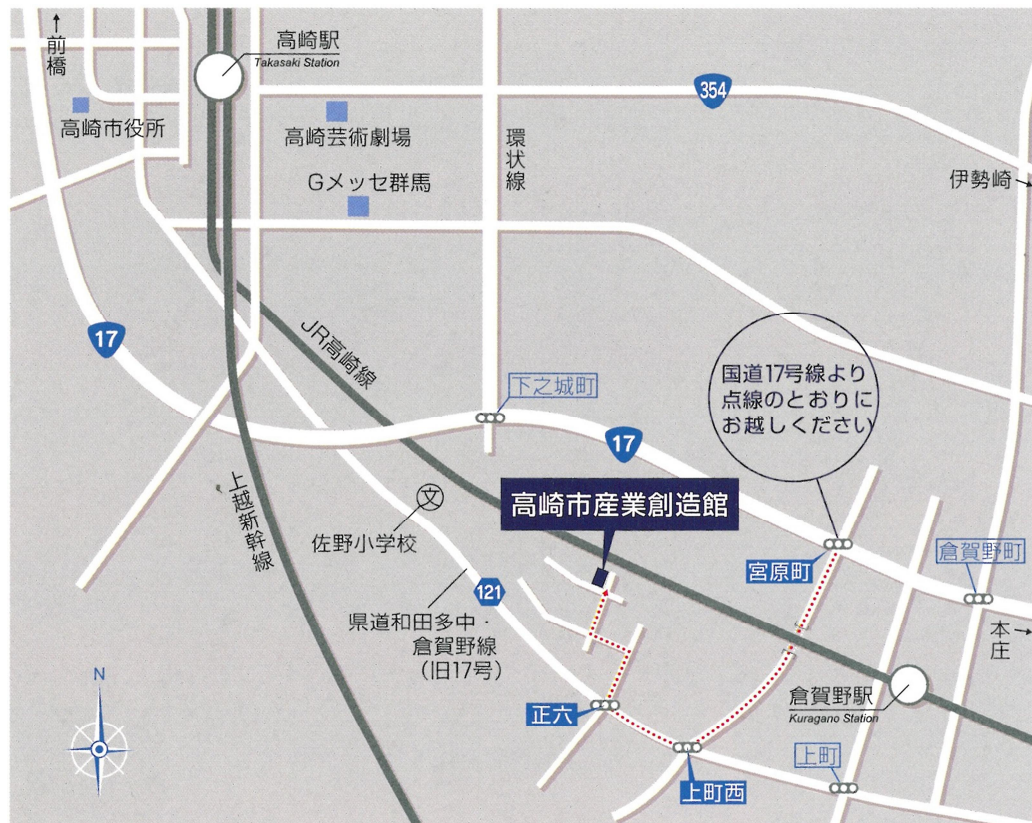 ↑前橋
高崎駅
Takasaki Station
354
高崎市役所
高崎芸術劇場
環状線
Gメッセ群馬
伊勢崎→
17
JR高崎線
下之城町
国道17号線より
点線のとおりに
お越しください
17
上越新幹線
文
高崎市産業創造館
佐野小学校
宮原町
倉賀野町
121
県道和田多中・
倉賀野線
(旧17号)
本庄→
N
倉賀野駅
Kuragano Station
正六
上町
上町西